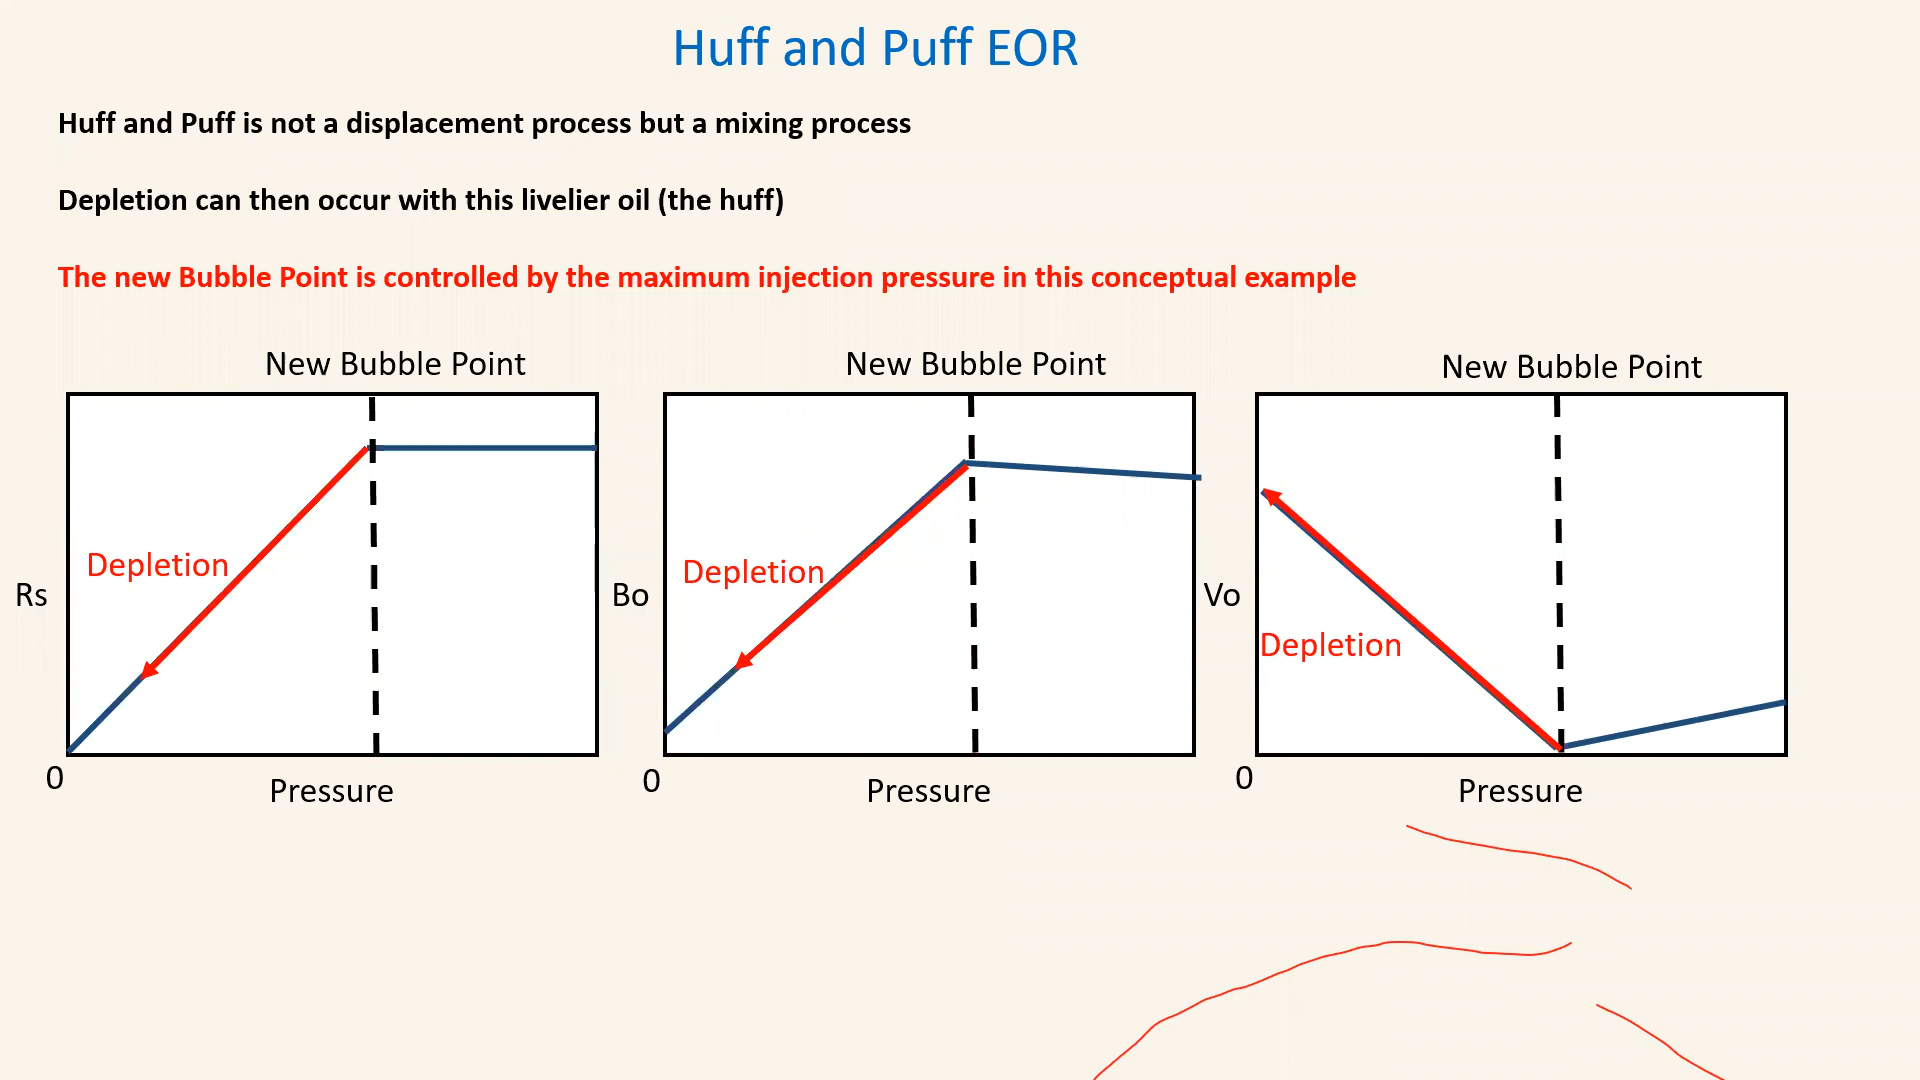 Huff and Puff EOR
Huff and Puff is not a displacement process but a mixing process
Depletion can then occur with this livelier oil (the huff)
The new Bubble Point is controlled by the maximum injection pressure in this conceptual example
New Bubble Point
Depletion
Rs
0
Pressure
New Bubble Point
Depletion
Bo
0
Pressure
New Bubble Point
Vo
Depletion
0
Pressure